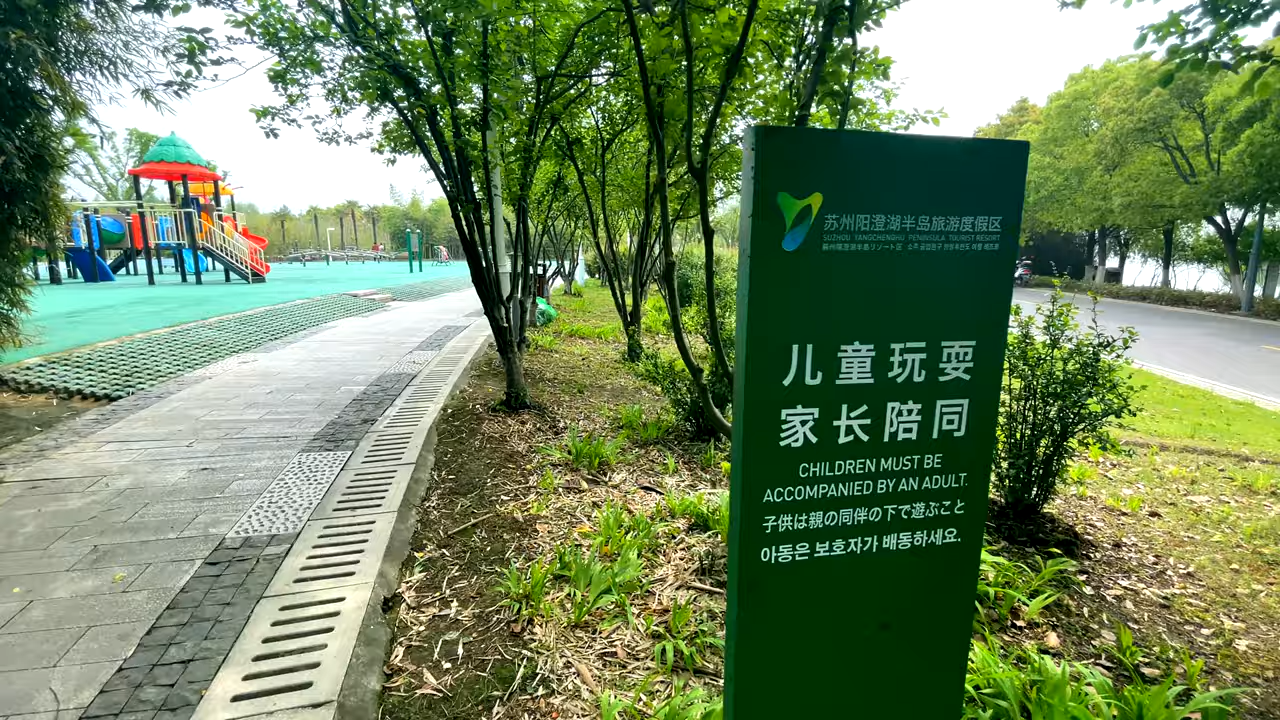 苏州阳澄湖半岛旅游度假区
SUZHOU YANGCHENGHU PENINSULA TOURIST RESORT
儿童玩耍
家长陪同
CHILDREN MUST BE
ACCOMPANIED BY AN ADULT.
子供は親の同伴の下で遊ぶこと
아동은 보호자가 배동하세요.